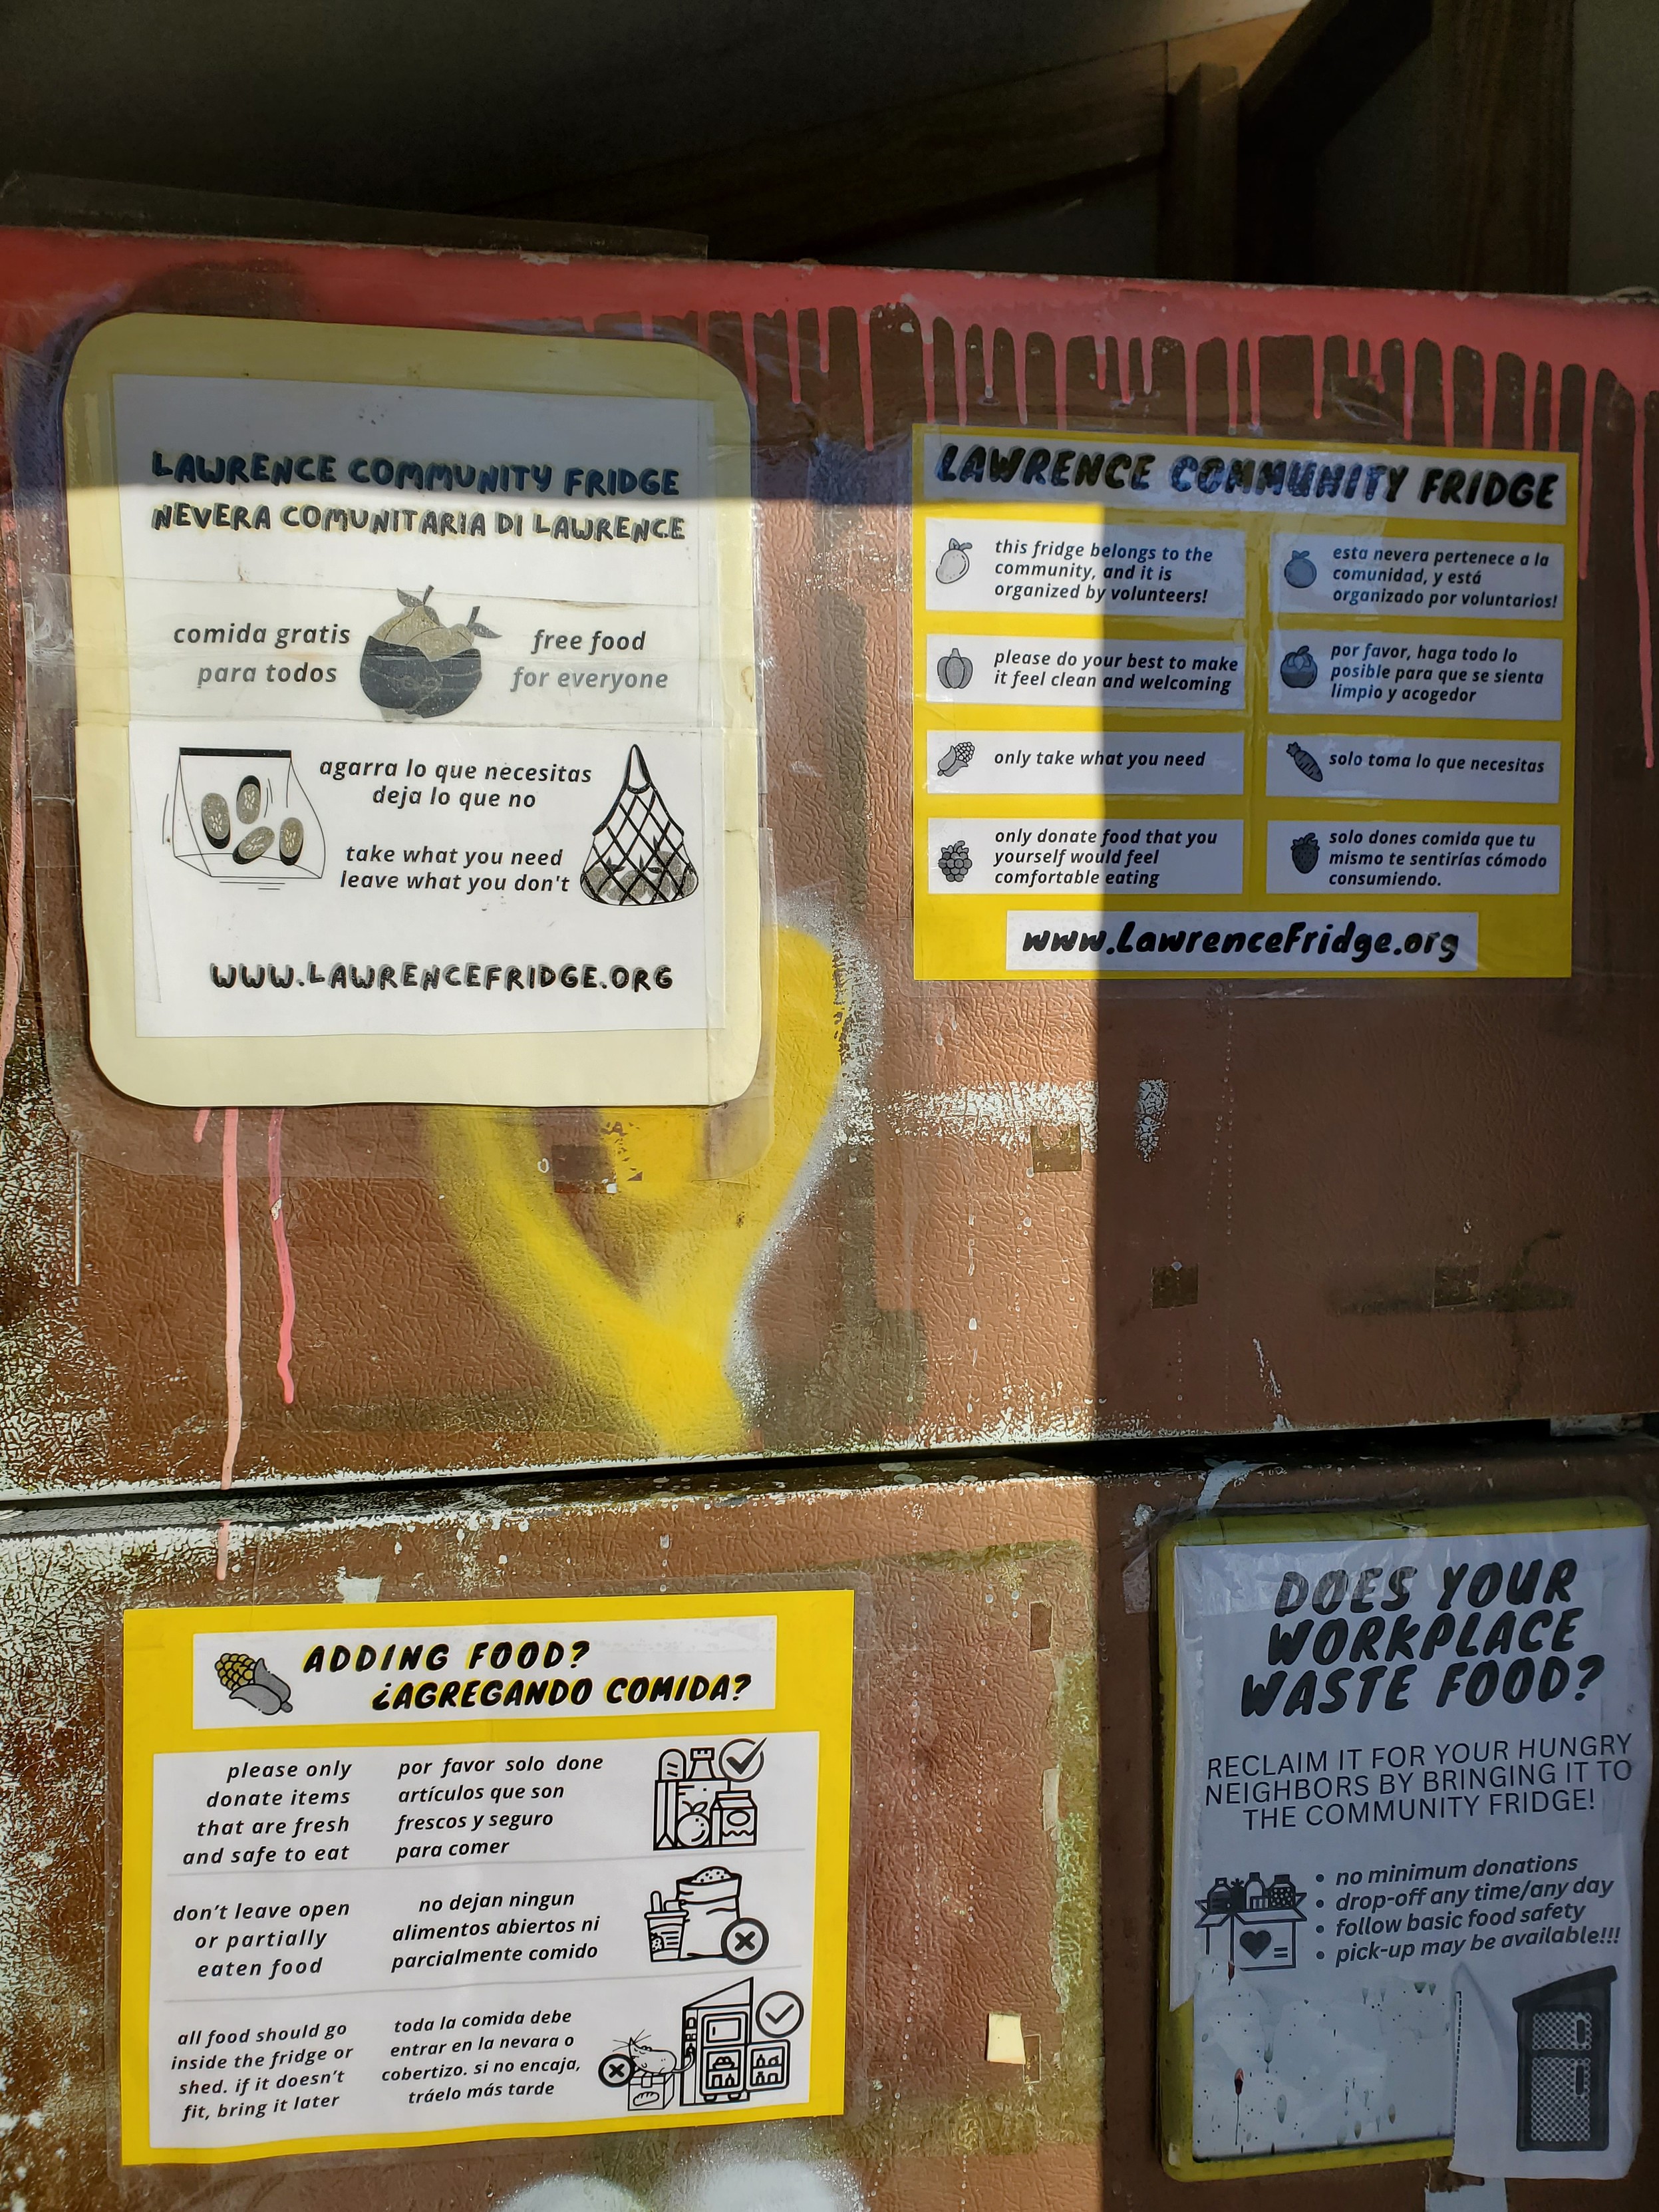 LAWRENCE COMMUNITY FRIDGE
NEVERA COMUNITARIA DI LAWRENCE
comida gratis
para todos
free food
for everyone
agarra lo que necesitas
deja lo que no
take what you need
leave what you don't
WWW.LAWRENCEFRIDGE.ORG
LAWRENCE COMMUNITY FRIDGE
this fridge belongs to the
community, and it is
organized by volunteers!
esta nevera pertenece a la
comunidad, y está
organizado por voluntarios!
please do your best to make
it feel clean and welcoming
por favor, haga todo lo
posible para que se sienta
limpio y acogedor
only take what you need
solo toma lo que necesitas
only donate food that you
yourself would feel
comfortable eating
solo dones comida que tu
mismo te sentirías cómodo
consumiendo.
www.LawrenceFridge.org
ADDING FOOD?
¿AGREGANDO COMIDA?
please only
donate items
that are fresh
and safe to eat
por favor solo done
artículos que son
frescos y seguro
para comer
don't leave open
or partially
eaten food
no dejan ningun
alimentos abiertos ni
parcialmente comido
all food should go
inside the fridge or
shed. if it doesn't
fit, bring it later
toda la comida debe
entrar en la nevara o
cobertizo. si no encaja,
tráelo más tarde
DOES YOUR
WORKPLACE
WASTE FOOD?
RECLAIM IT FOR YOUR HUNGRY
NEIGHBORS BY BRINGING IT TO
THE COMMUNITY FRIDGE!
• no minimum donations
• drop-off any time/any day
• follow basic food safety
• pick-up may be available!!!